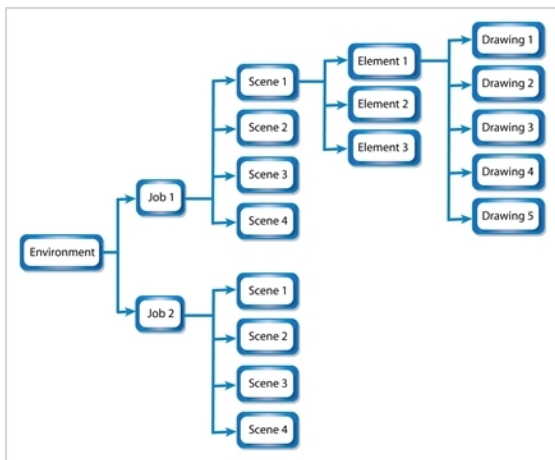 Environment
Job 1
Scene 1
Element 1
Drawing 1
Drawing 2
Drawing 3
Drawing 4
Drawing 5
Element 2
Element 3
Scene 2
Scene 3
Scene 4
Job 2
Scene 1
Scene 2
Scene 3
Scene 4